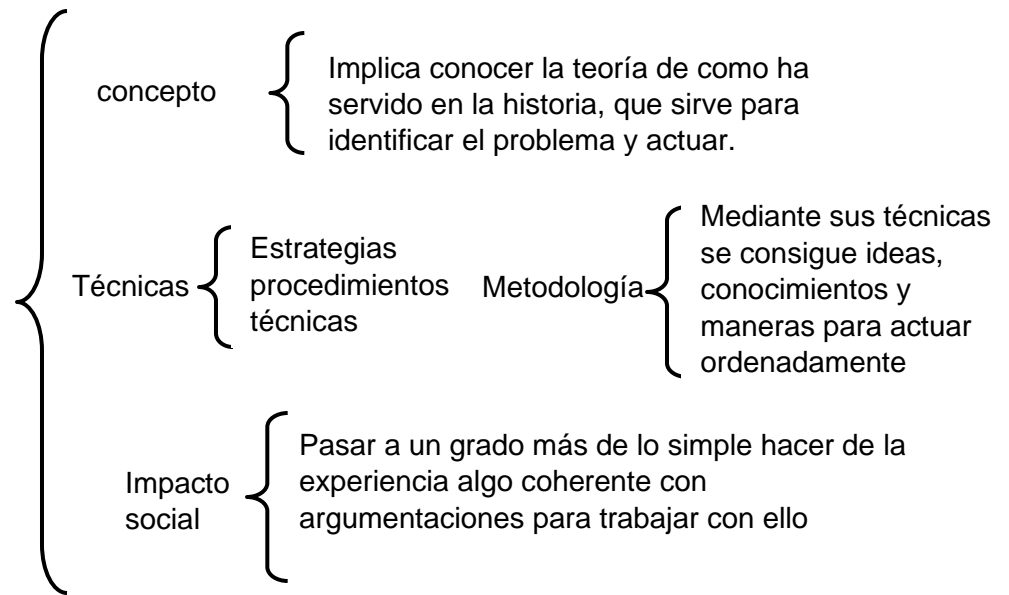 concepto
Implica conocer la teoría de como ha
servido en la historia, que sirve para
identificar el problema y actuar.
Técnicas
Estrategias
procedimientos
técnicas
Metodología
Mediante sus técnicas
se consigue ideas,
conocimientos y
maneras para actuar
ordenadamente
Impacto
social
Pasar a un grado más de lo simple hacer de la
experiencia algo coherente con
argumentaciones para trabajar con ello